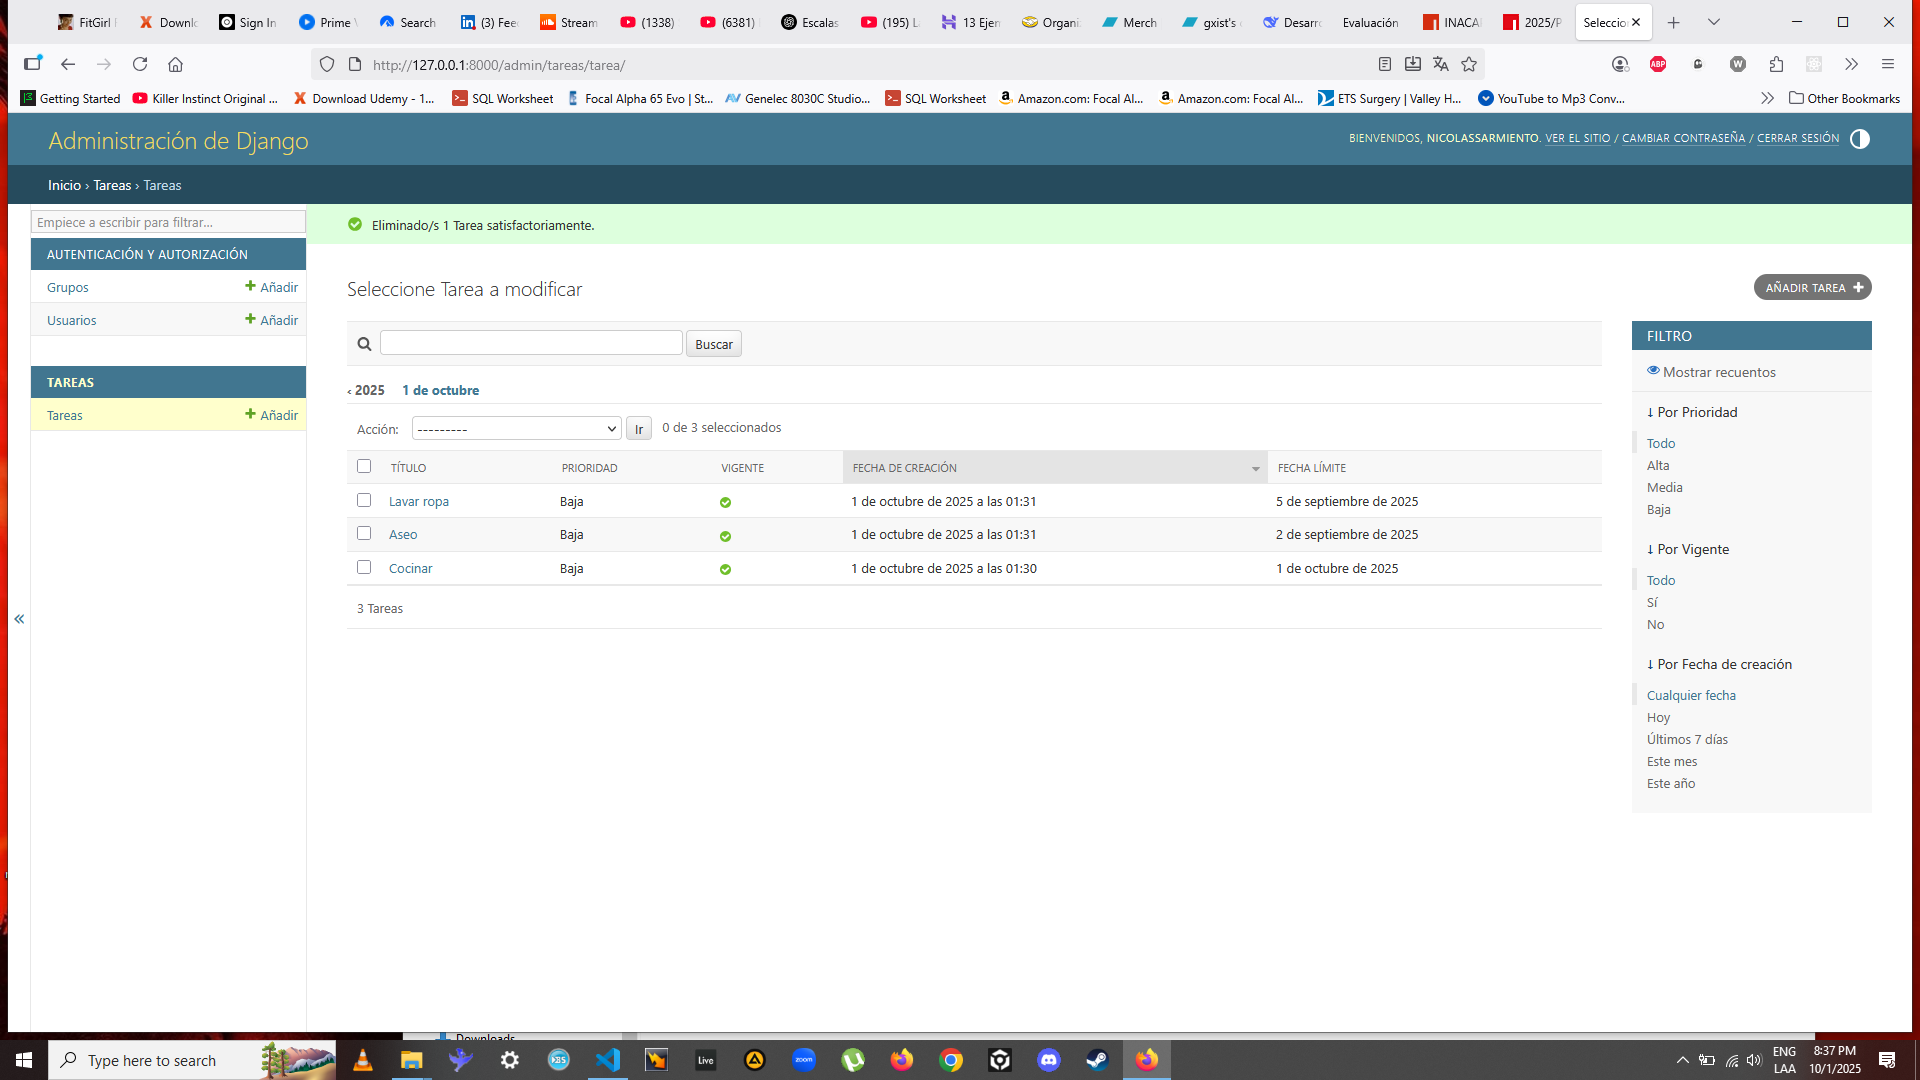 FitGirl
Downl
Sign In
Prime
Search
(3) Fee
Stream
(1338)
(6381)
Escalas
(195) L
13 Ejen
Organi
Merch
gxist's
Desarr
Evaluación
INACA
2025/P
Seleccio
http://127.0.0.1:8000/admin/tareas/tarea/
ABP
Getting Started
Killer Instinct Original ...
Download Udemy - 1...
SQL Worksheet
Focal Alpha 65 Evo | St...
Genelec 8030C Studio...
SQL Worksheet
Amazon.com: Focal Al...
Amazon.com: Focal Al...
ETS Surgery | Valley H...
YouTube to Mp3 Conv...
Other Bookmarks
Administración de Django
BIENVENIDOS, NICOLASSARMIENTO. VER EL SITIO / CAMBIAR CONTRASEÑA / CERRAR SESIÓN
Inicio › Tareas › Tareas
Empiece a escribir para filtrar...
AUTENTICACIÓN Y AUTORIZACIÓN
Grupos
Añadir
Usuarios
Añadir
TAREAS
Tareas
Añadir
Eliminado/s 1 Tarea satisfactoriamente.
Seleccione Tarea a modificar
AÑADIR TAREA
Buscar
‹ 2025 1 de octubre
Acción: --------- Ir 0 de 3 seleccionados
TÍTULO PRIORIDAD VIGENTE FECHA DE CREACIÓN FECHA LÍMITE
Lavar ropa Baja 1 de octubre de 2025 a las 01:31 5 de septiembre de 2025
Aseo Baja 1 de octubre de 2025 a las 01:31 2 de septiembre de 2025
Cocinar Baja 1 de octubre de 2025 a las 01:30 1 de octubre de 2025
3 Tareas
FILTRO
Mostrar recuentos
↓ Por Prioridad
Todo
Alta
Media
Baja
↓ Por Vigente
Todo
Sí
No
↓ Por Fecha de creación
Cualquier fecha
Hoy
Últimos 7 días
Este mes
Este año
Downloads
Type here to search
Live
zoom
ENG
LAA
8:37 PM
10/1/2025